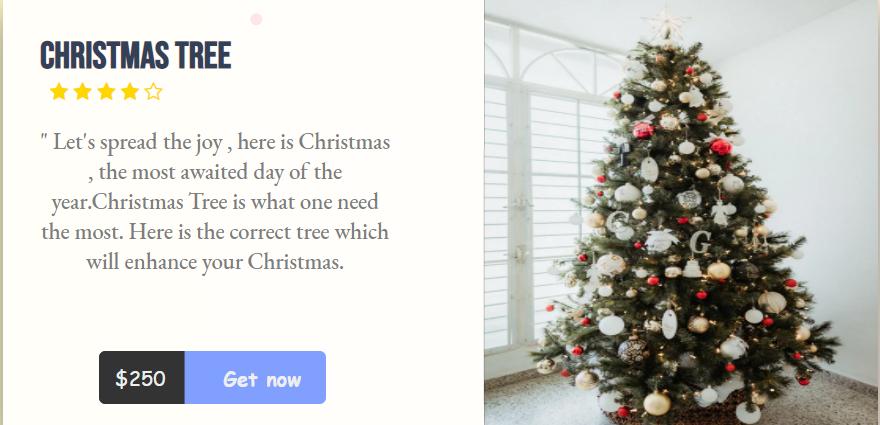 CHRISTMAS TREE
" Let's spread the joy , here is Christmas
, the most awaited day of the
year.Christmas Tree is what one need
the most. Here is the correct tree which
will enhance your Christmas.
$250 Get now
G